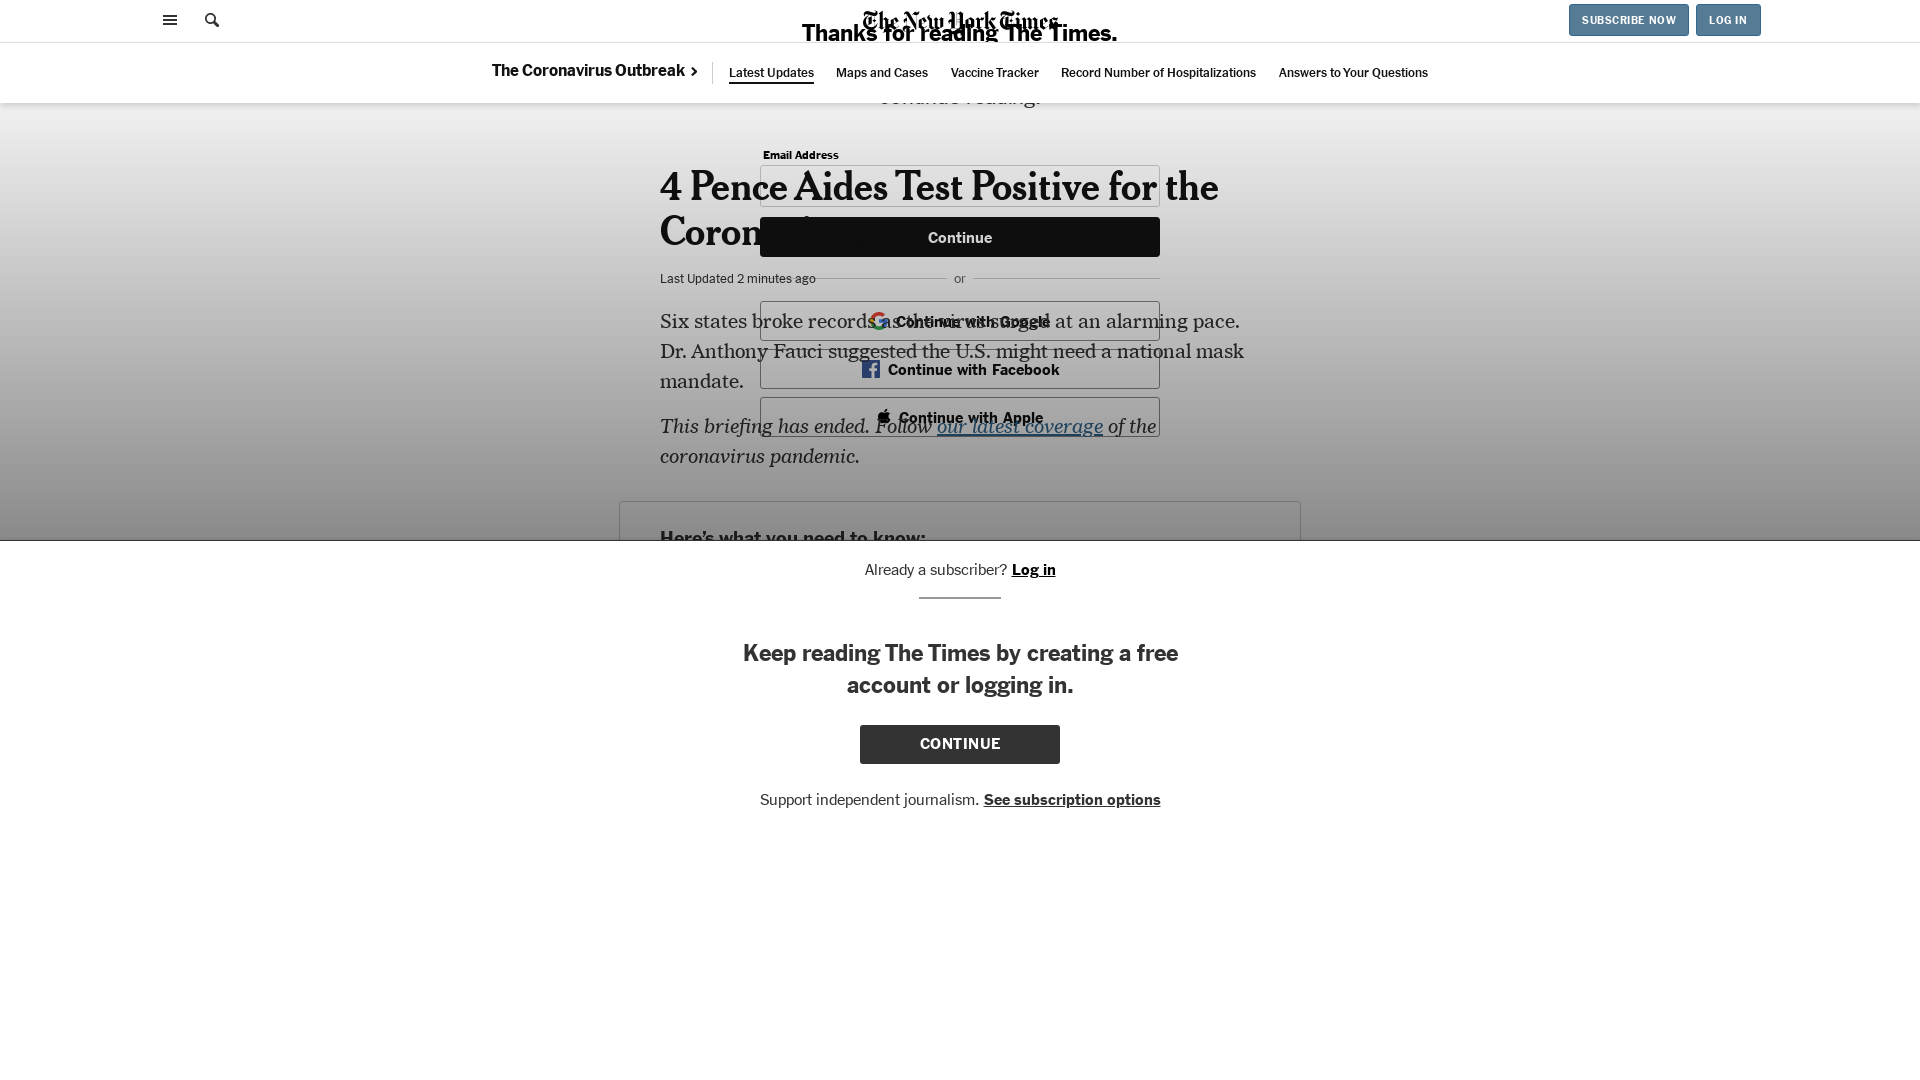 The New York Times
Thanks for reading The Times.
SUBSCRIBE NOW
LOG IN
The Coronavirus Outbreak
Latest Updates
Maps and Cases
Vaccine Tracker
Record Number of Hospitalizations
Answers to Your Questions
continue reading.
Email Address
4 Pence Aides Test Positive for the
Continue
Last Updated 2 minutes ago
or
Six states broke records as the virus surged at an alarming pace.
Continue with Google
Dr. Anthony Fauci suggested the U.S. might need a national mask
mandate.
Continue with Facebook
Continue with Apple
This briefing has ended. Follow our latest coverage of the
coronavirus pandemic.
Here's what you need to know:
Already a subscriber? Log in
Keep reading The Times by creating a free
account or logging in.
CONTINUE
Support independent journalism. See subscription options